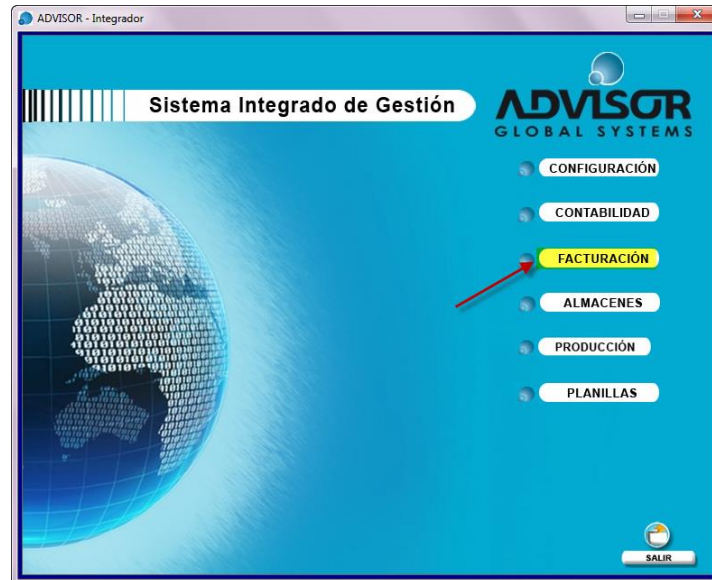 ADVISOR - Integrador
Sistema Integrado de Gestión
ADVISOR
GLOBAL SYSTEMS
CONFIGURACIÓN
CONTABILIDAD
FACTURACIÓN
ALMACENES
PRODUCCIÓN
PLANILLAS
SALIR